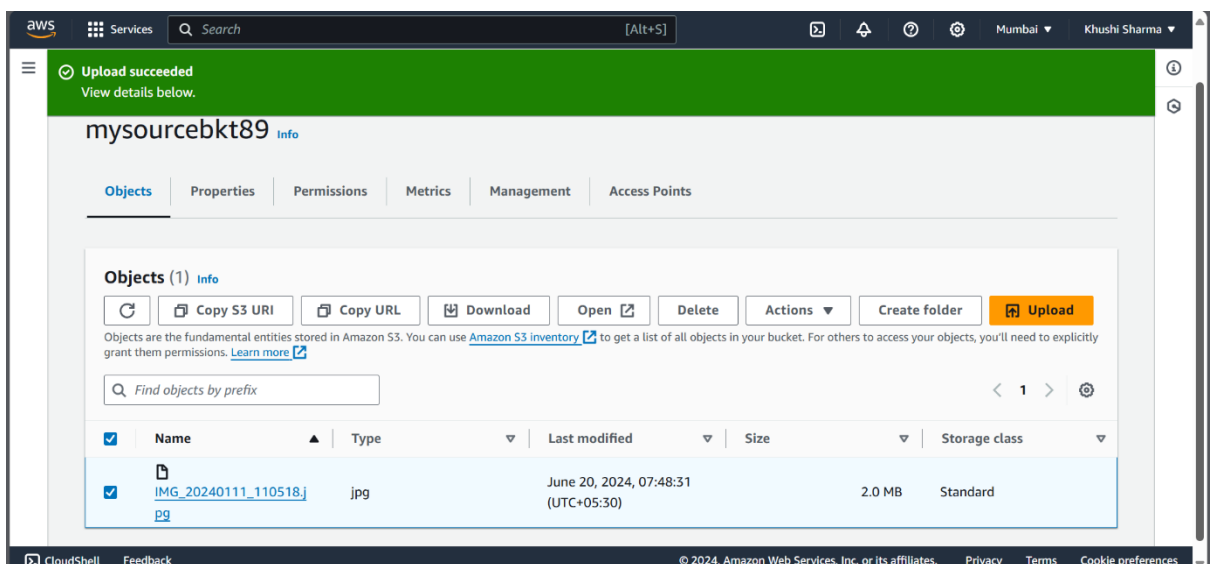 aws Services Search [Alt+S] Mumbai ▼ Khushi Sharma ▼
Upload succeeded
View details below.
mysourcebkt89 Info
Objects Properties Permissions Metrics Management Access Points
Objects (1) Info
Copy S3 URI Copy URL Download Open Delete Actions ▼ Create folder Upload
Objects are the fundamental entities stored in Amazon S3. You can use Amazon S3 inventory to get a list of all objects in your bucket. For others to access your objects, you'll need to explicitly
grant them permissions. Learn more
Find objects by prefix
1
Name Type Last modified Size Storage class
IMG_20240111_110518.j
pg
jpg
June 20, 2024, 07:48:31
(UTC+05:30)
2.0 MB
Standard
CloudShell Feedback © 2024, Amazon Web Services, Inc. or its affiliates. Privacy Terms Cookie preferences